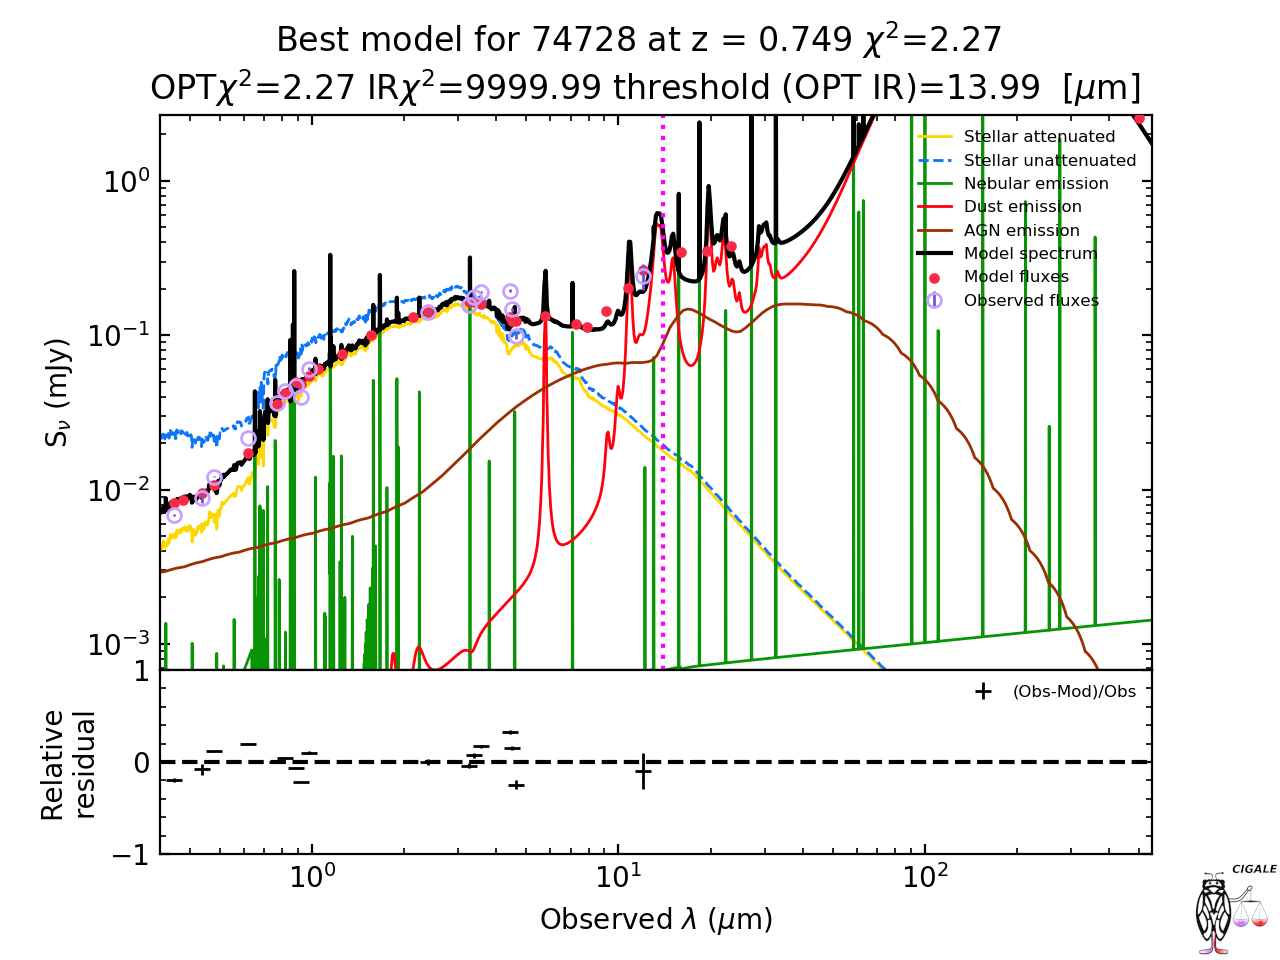 Best model for 74728 at z = 0.749 χ²=2.27
OPTχ²=2.27 IRχ²=9999.99 threshold (OPT IR)=13.99 [μm]
Stellar attenuated
Stellar unattenuated
Nebular emission
Dust emission
AGN emission
Model spectrum
Model fluxes
Observed fluxes
10⁰
10⁻¹
10⁻²
10⁻³
S_ν (mJy)
(Obs-Mod)/Obs
1
0
−1
Relative
residual
10⁰ 10¹ 10²
Observed λ (μm)
CIGALE